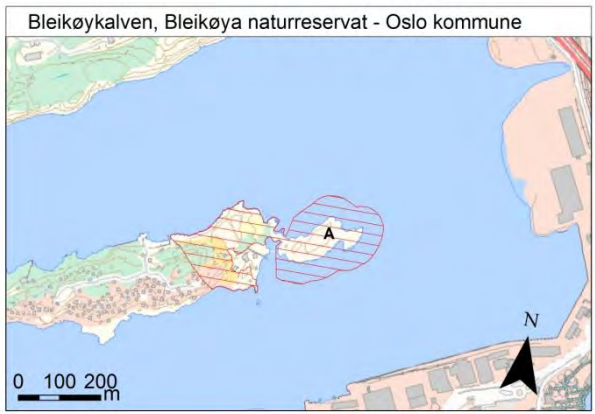 Bleikøykalven, Bleikøya naturreservat - Oslo kommune
A
N
0 100 200
m